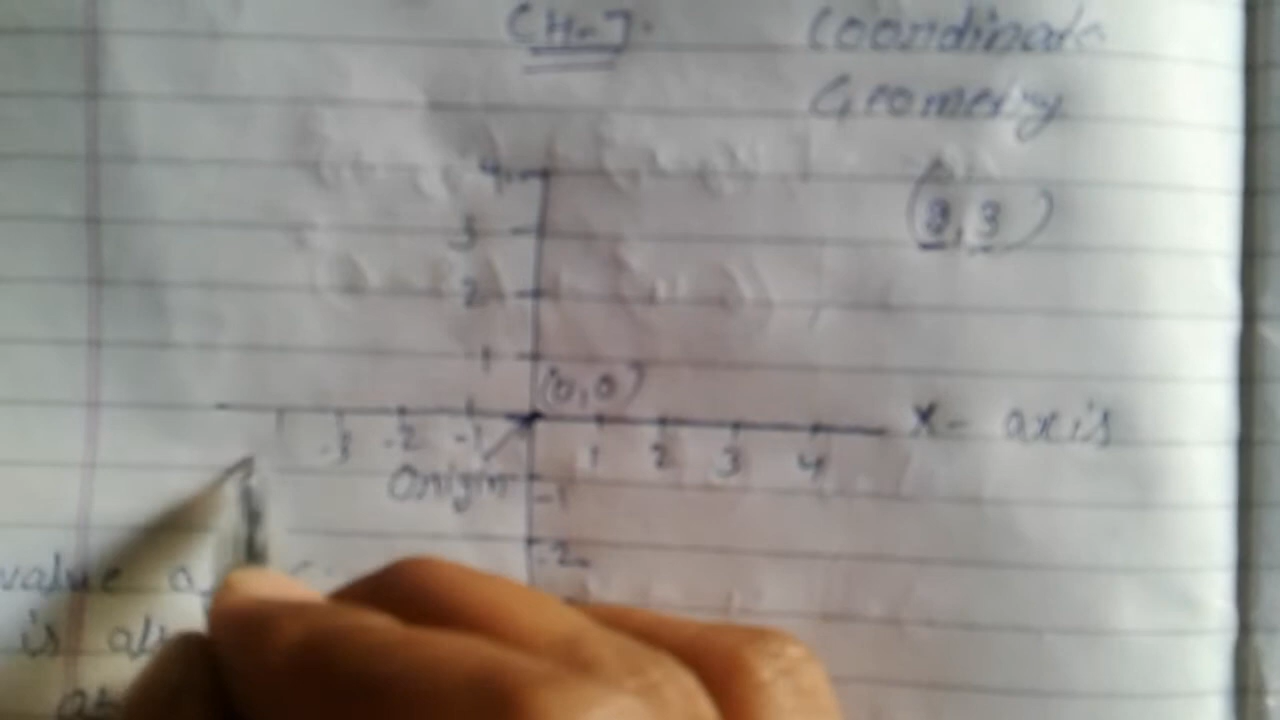 CH-7.
Coordinate
Geometry
4
(2,3)
3
2
1
(0,0)
X- axis
-3 -2 -1 1 2 3 4
Origin -1
-2
value
is